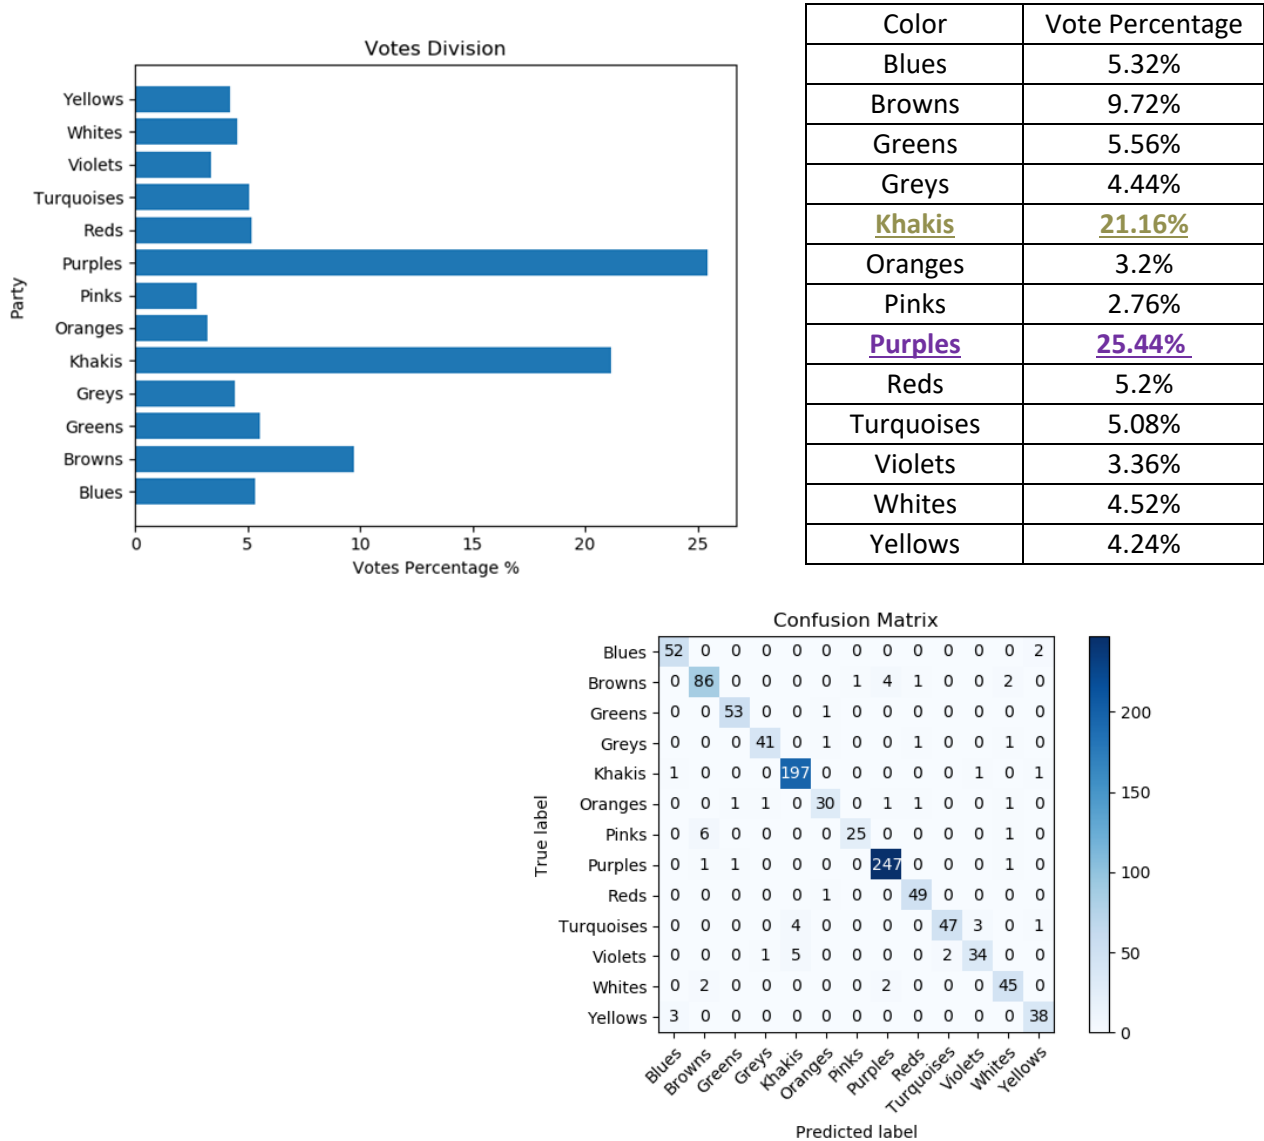 Votes Division
Yellows
Whites
Violets
Turquoises
Reds
Purples
Pinks
Oranges
Khakis
Greys
Greens
Browns
Blues
Party
0 5 10 15 20 25
Votes Percentage %
Color Vote Percentage
Blues 5.32%
Browns 9.72%
Greens 5.56%
Greys 4.44%
Khakis 21.16%
Oranges 3.2%
Pinks 2.76%
Purples 25.44%
Reds 5.2%
Turquoises 5.08%
Violets 3.36%
Whites 4.52%
Yellows 4.24%
Confusion Matrix
Blues 52 0 0 0 0 0 0 0 0 0 0 0 2
Browns 0 86 0 0 0 0 1 4 1 0 0 2 0
Greens 0 0 53 0 0 1 0 0 0 0 0 0 0
Greys 0 0 0 41 0 1 0 0 1 0 0 1 0
Khakis 1 0 0 0 197 0 0 0 0 0 1 0 1
Oranges 0 0 1 1 0 30 0 1 1 0 0 1 0
Pinks 0 6 0 0 0 0 25 0 0 0 0 1 0
Purples 0 1 1 0 0 0 0 247 0 0 0 1 0
Reds 0 0 0 0 0 1 0 0 49 0 0 0 0
Turquoises 0 0 0 0 4 0 0 0 0 47 3 0 1
Violets 0 0 0 1 5 0 0 0 0 2 34 0 0
Whites 0 2 0 0 0 0 0 2 0 0 0 45 0
Yellows 3 0 0 0 0 0 0 0 0 0 0 0 38
True label
Blues Browns Greens Greys Khakis Oranges Pinks Purples Reds Turquoises Violets Whites Yellows
Predicted label
200
150
100
50
0